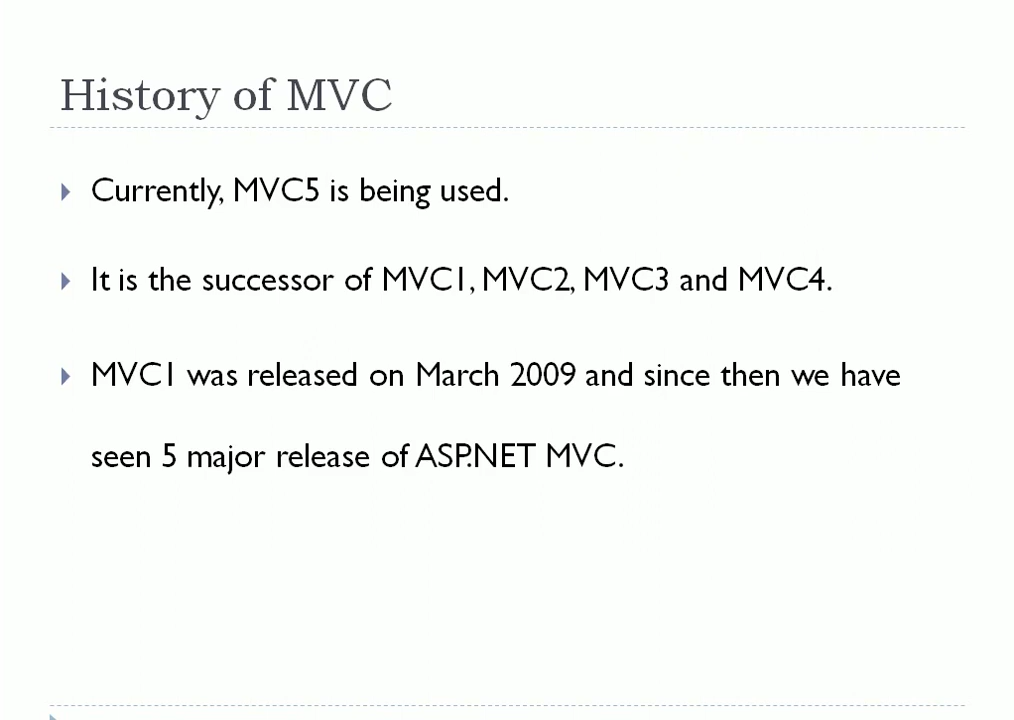 History of MVC
Currently, MVC5 is being used.
It is the successor of MVC1, MVC2, MVC3 and MVC4.
MVC1 was released on March 2009 and since then we have
seen 5 major release of ASP.NET MVC.